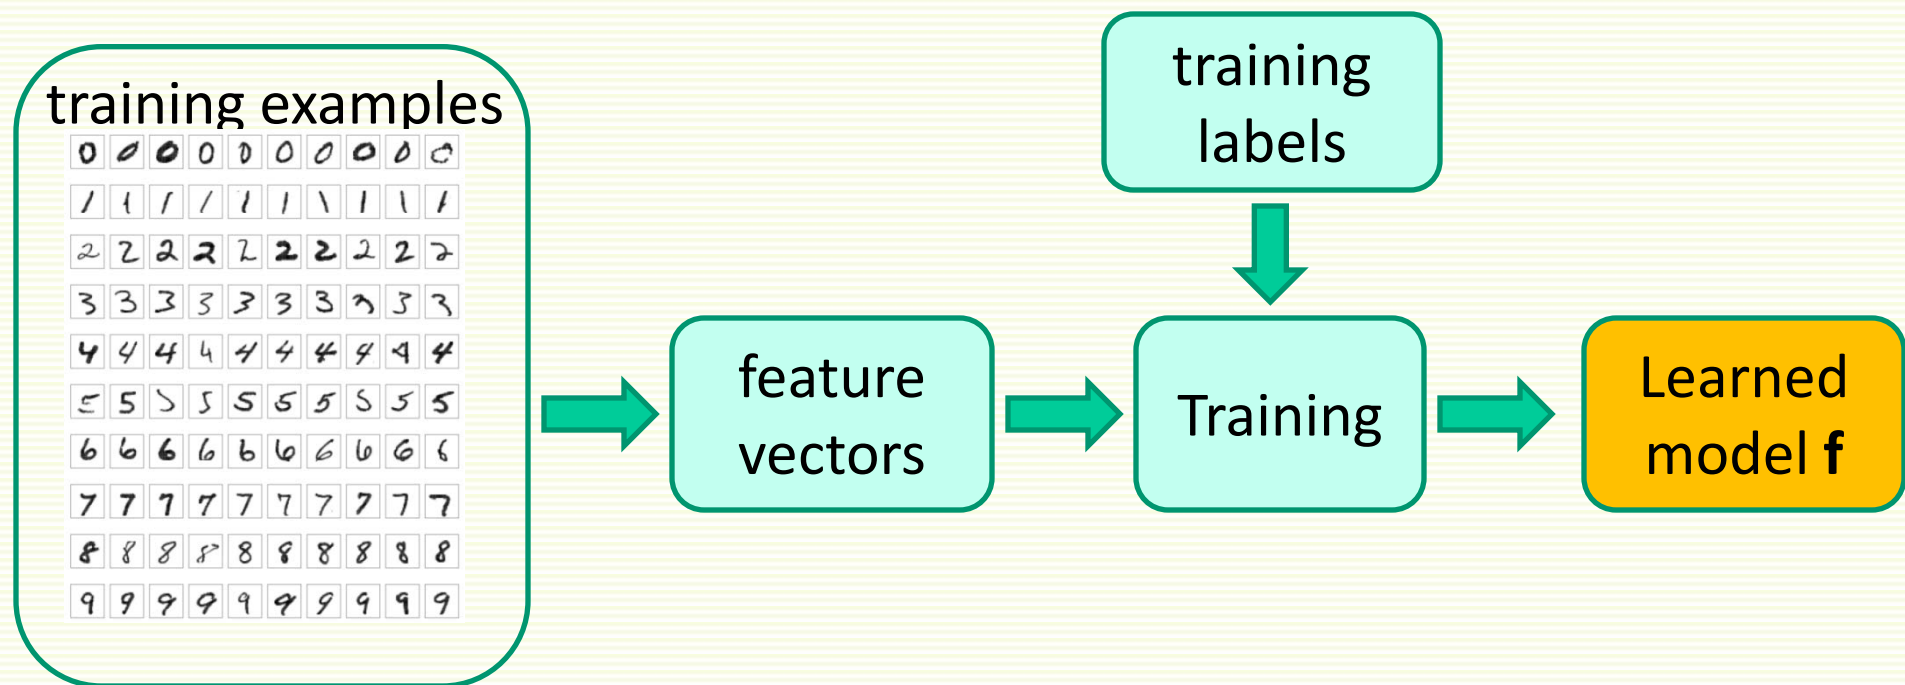 training examples
0 0 0 0 0 0 0 0 0 0
1 1 1 1 1 1 1 1 1 1
2 2 2 2 2 2 2 2 2 2
3 3 3 3 3 3 3 3 3 3
4 4 4 4 4 4 4 4 4 4
5 5 5 5 5 5 5 5 5 5
6 6 6 6 6 6 6 6 6 6
7 7 7 7 7 7 7 7 7 7
8 8 8 8 8 8 8 8 8 8
9 9 9 9 9 9 9 9 9 9
feature
vectors
training
labels
Training
Learned
model f